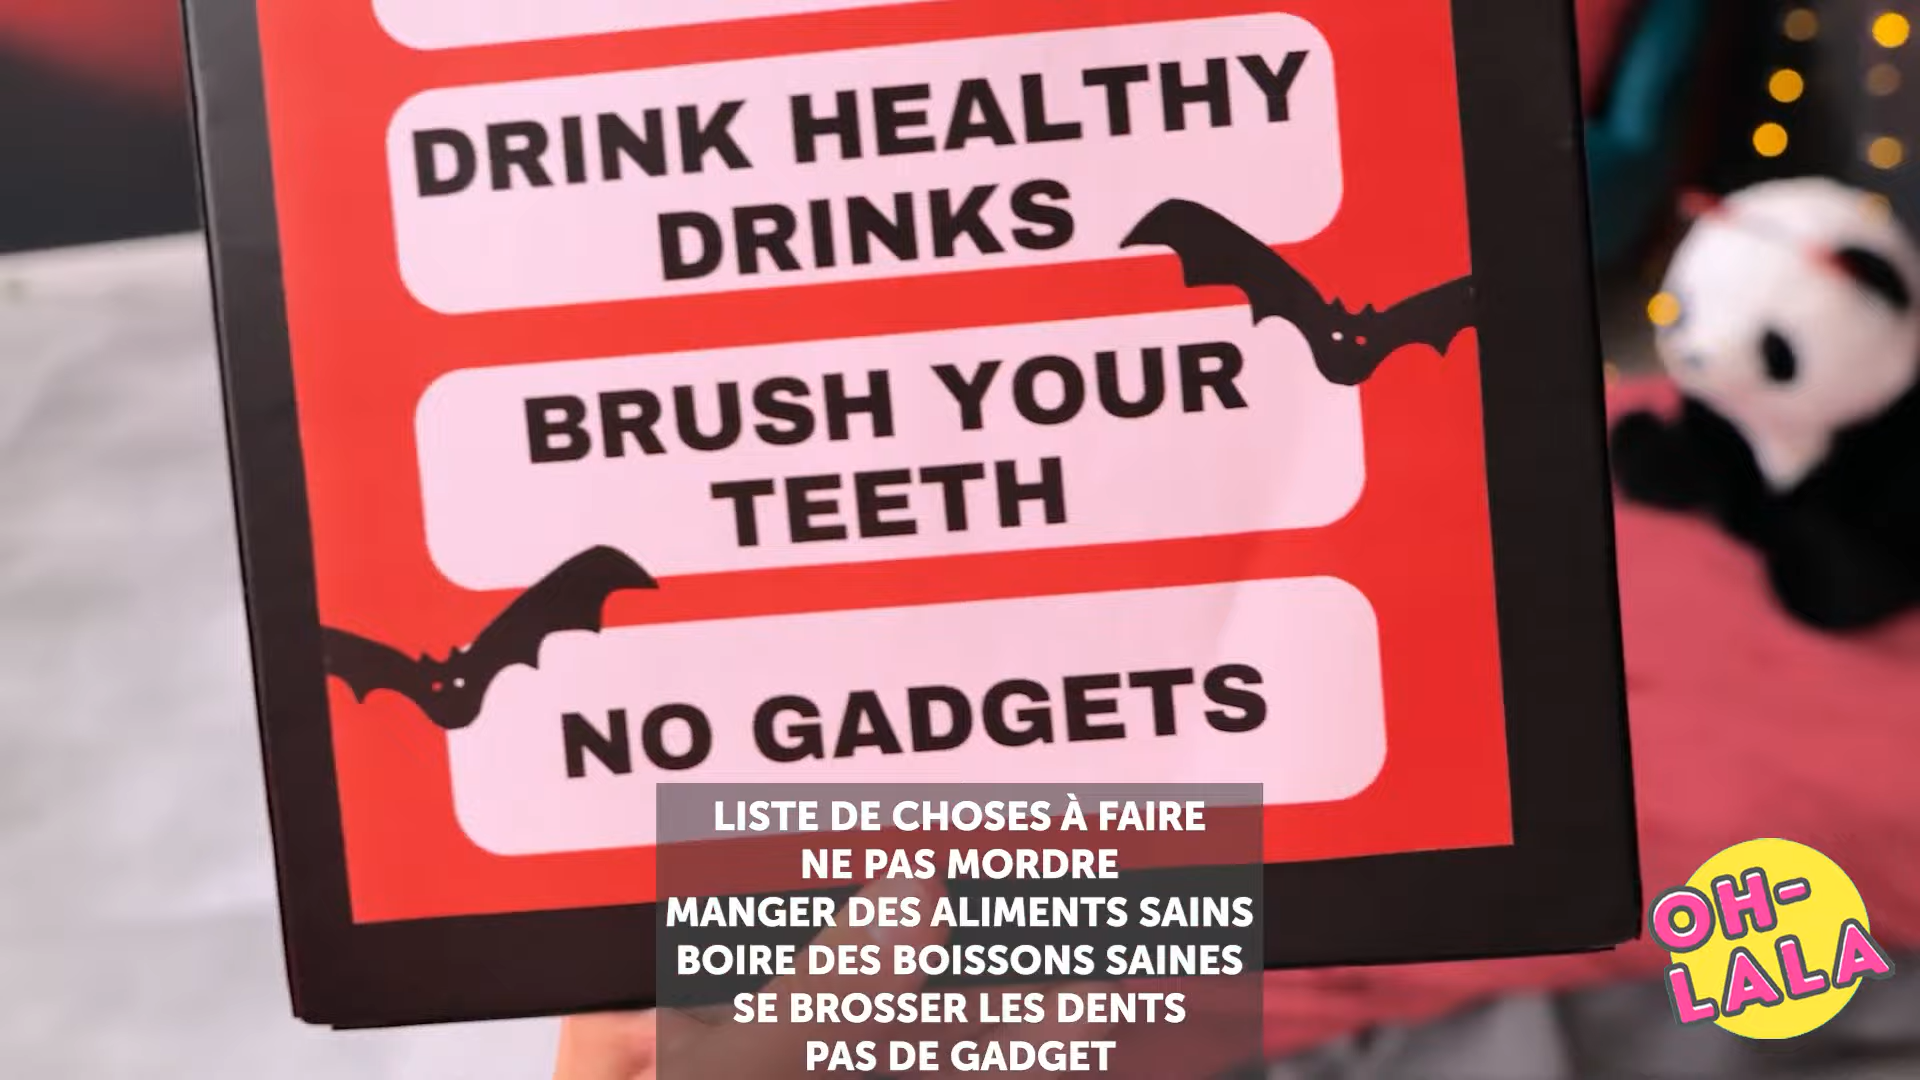 DRINK HEALTHY
DRINKS
BRUSH YOUR
TEETH
NO GADGETS
LISTE DE CHOSES À FAIRE
NE PAS MORDRE
MANGER DES ALIMENTS SAINS
BOIRE DES BOISSONS SAINES
SE BROSSER LES DENTS
PAS DE GADGET
OH-
LALA